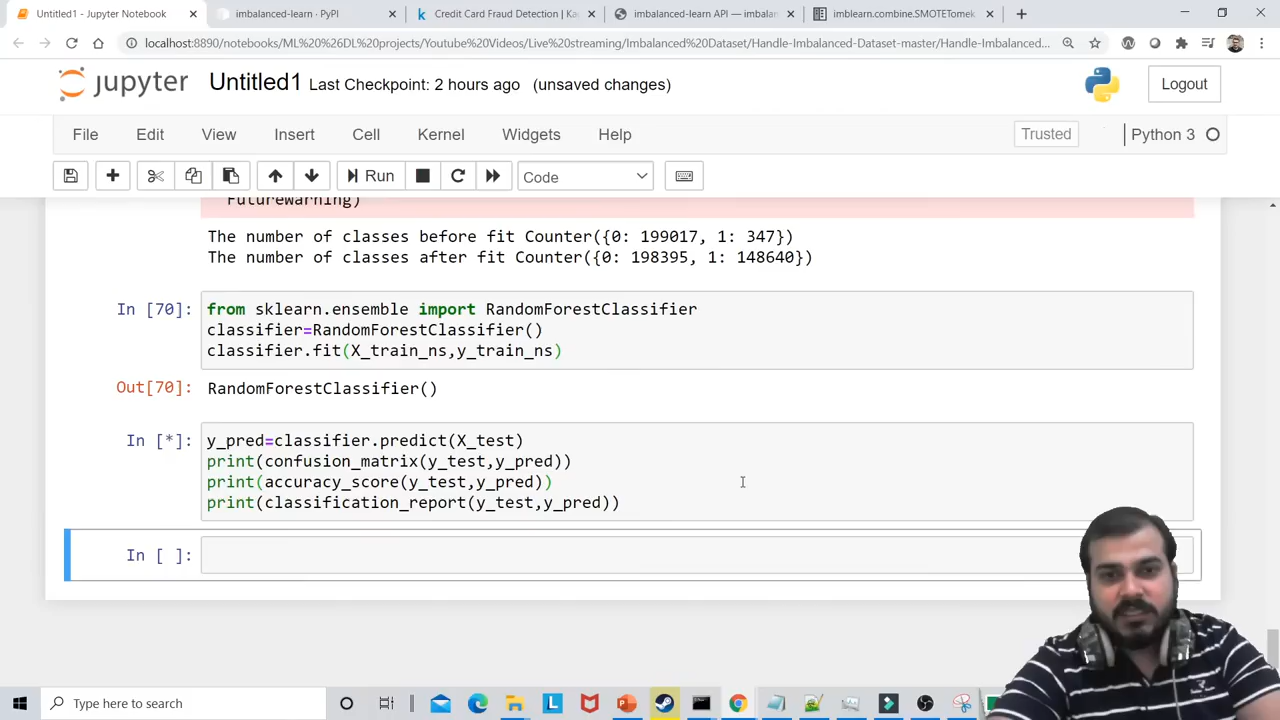 Untitled1 - Jupyter Notebook
imbalanced-learn · PyPI
Credit Card Fraud Detection | Ka
imbalanced-learn API — imbalan
imblearn.combine.SMOTETomek
localhost:8890/notebooks/ML%20%26%20DL%20projects/Youtube%20Videos/Live%20streaming/Imbalanced%20Dataset/Handle-Imbalanced-Dataset-master/Handle-Imbalanced...
jupyter Untitled1 Last Checkpoint: 2 hours ago (unsaved changes)
Logout
File Edit View Insert Cell Kernel Widgets Help
Trusted
Python 3
Run
Code
FutureWarning)
The number of classes before fit Counter({0: 199017, 1: 347})
The number of classes after fit Counter({0: 198395, 1: 148640})
In [70]: from sklearn.ensemble import RandomForestClassifier
classifier=RandomForestClassifier()
classifier.fit(X_train_ns,y_train_ns)
Out[70]: RandomForestClassifier()
In [*]: y_pred=classifier.predict(X_test)
print(confusion_matrix(y_test,y_pred))
print(accuracy_score(y_test,y_pred))
print(classification_report(y_test,y_pred))
In [ ]:
Type here to search